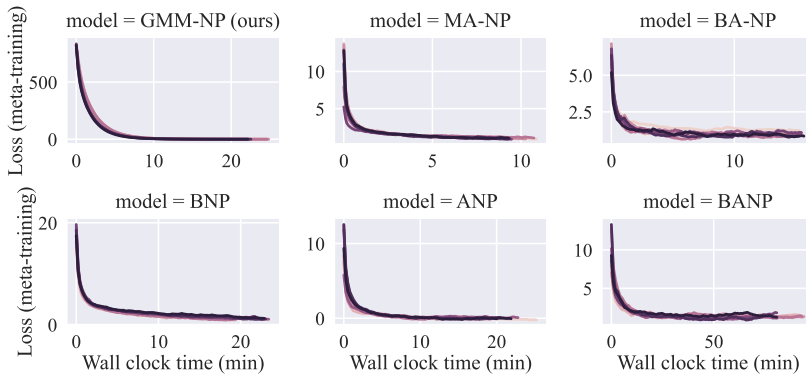 model = GMM-NP (ours)
model = MA-NP
model = BA-NP
Loss (meta-training)
500
0
0
10
20
10
5
0
5
10
5.0
2.5
0
10
model = BNP
model = ANP
model = BANP
Loss (meta-training)
20
0
0
10
20
Wall clock time (min)
10
0
0
10
20
Wall clock time (min)
10
5
0
50
Wall clock time (min)